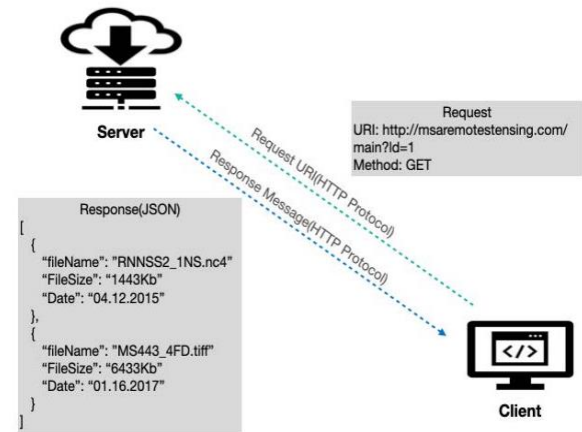 Server
Request
URI: http://msaremotestensing.com/
main?Id=1
Method: GET
Request URI(HTTP Protocol)
Response Message(HTTP Protocol)
Response(JSON)
[
{
“fileName”: ”RNNSS2_1NS.nc4”
“FileSize”: “1443Kb”
“Date”: “04.12.2015”
},
{
“fileName”: ”MS443_4FD.tiff”
“FileSize”: “6433Kb”
“Date”: “01.16.2017”
}
]
</>
Client